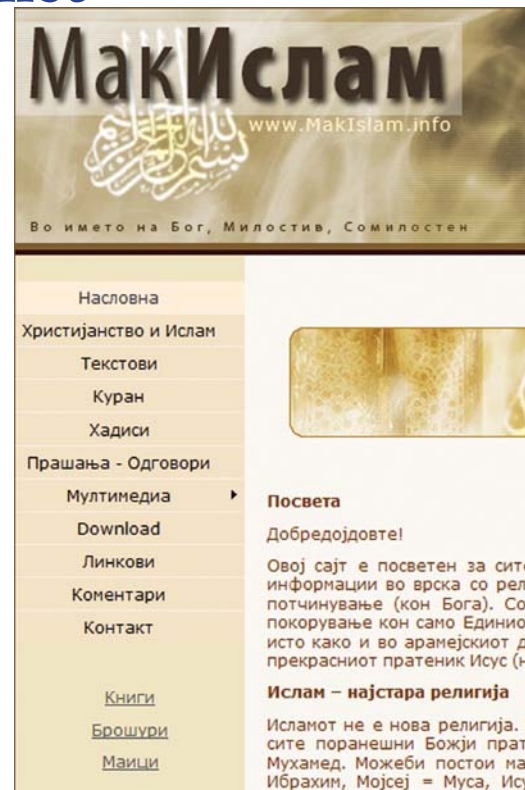 МакИслам
www.MakIslam.info
Во името на Бог, Милостив, Сомилостен
Насловна
Христијанство и Ислам
Текстови
Куран
Хадиси
Прашања - Одговори
Мултимедиа
Download
Линкови
Коментари
Контакт
Книги
Брошури
Маици
Посвета
Добредојдовте!
Овој сајт е посветен за сите
информации во врска со рел
потчинување (кон Бога). Со
покорување кон само Единио
исто како и во арамејскиот д
прекрасниот пратеник Исус (н
Ислам – најстара религија
Исламот не е нова религија.
сите поранешни Божји прат
Мухамед. Можеби постои ма
Ибрахим, Мојсеј = Муса, Ису